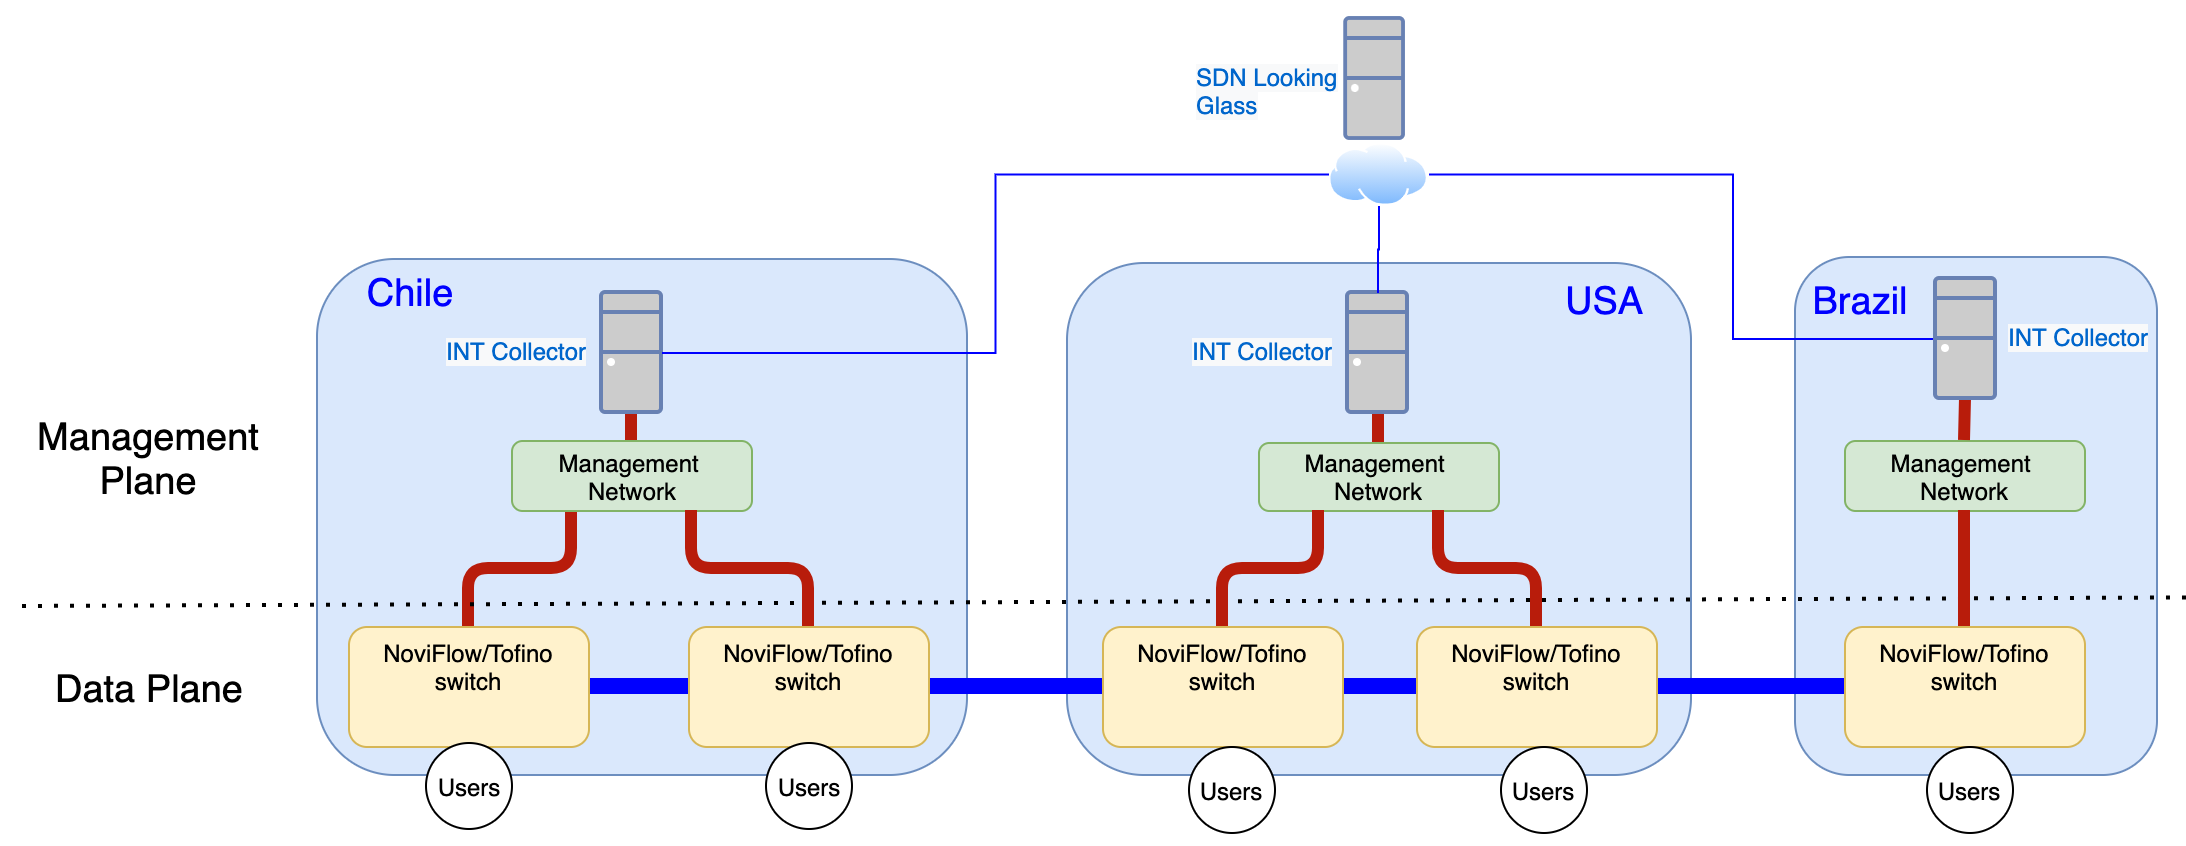 SDN Looking
Glass
Chile
USA
Brazil
INT Collector
INT Collector
INT Collector
Management
Plane
Management
Network
Management
Network
Management
Network
Data Plane
NoviFlow/Tofino
switch
NoviFlow/Tofino
switch
NoviFlow/Tofino
switch
NoviFlow/Tofino
switch
NoviFlow/Tofino
switch
Users
Users
Users
Users
Users